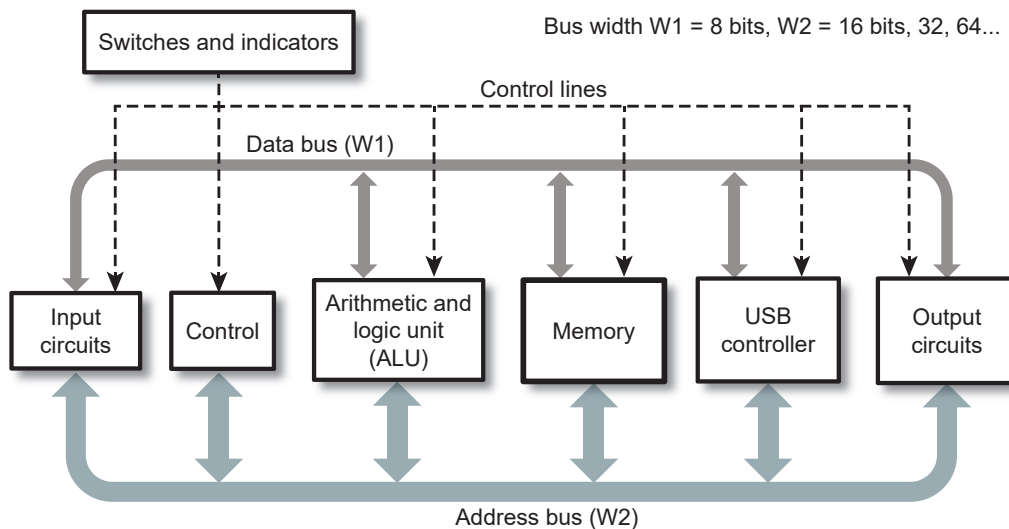 Switches and indicators
Bus width W1 = 8 bits, W2 = 16 bits, 32, 64...
Control lines
Data bus (W1)
Input
circuits
Control
Arithmetic and
logic unit
(ALU)
Memory
USB
controller
Output
circuits
Address bus (W2)